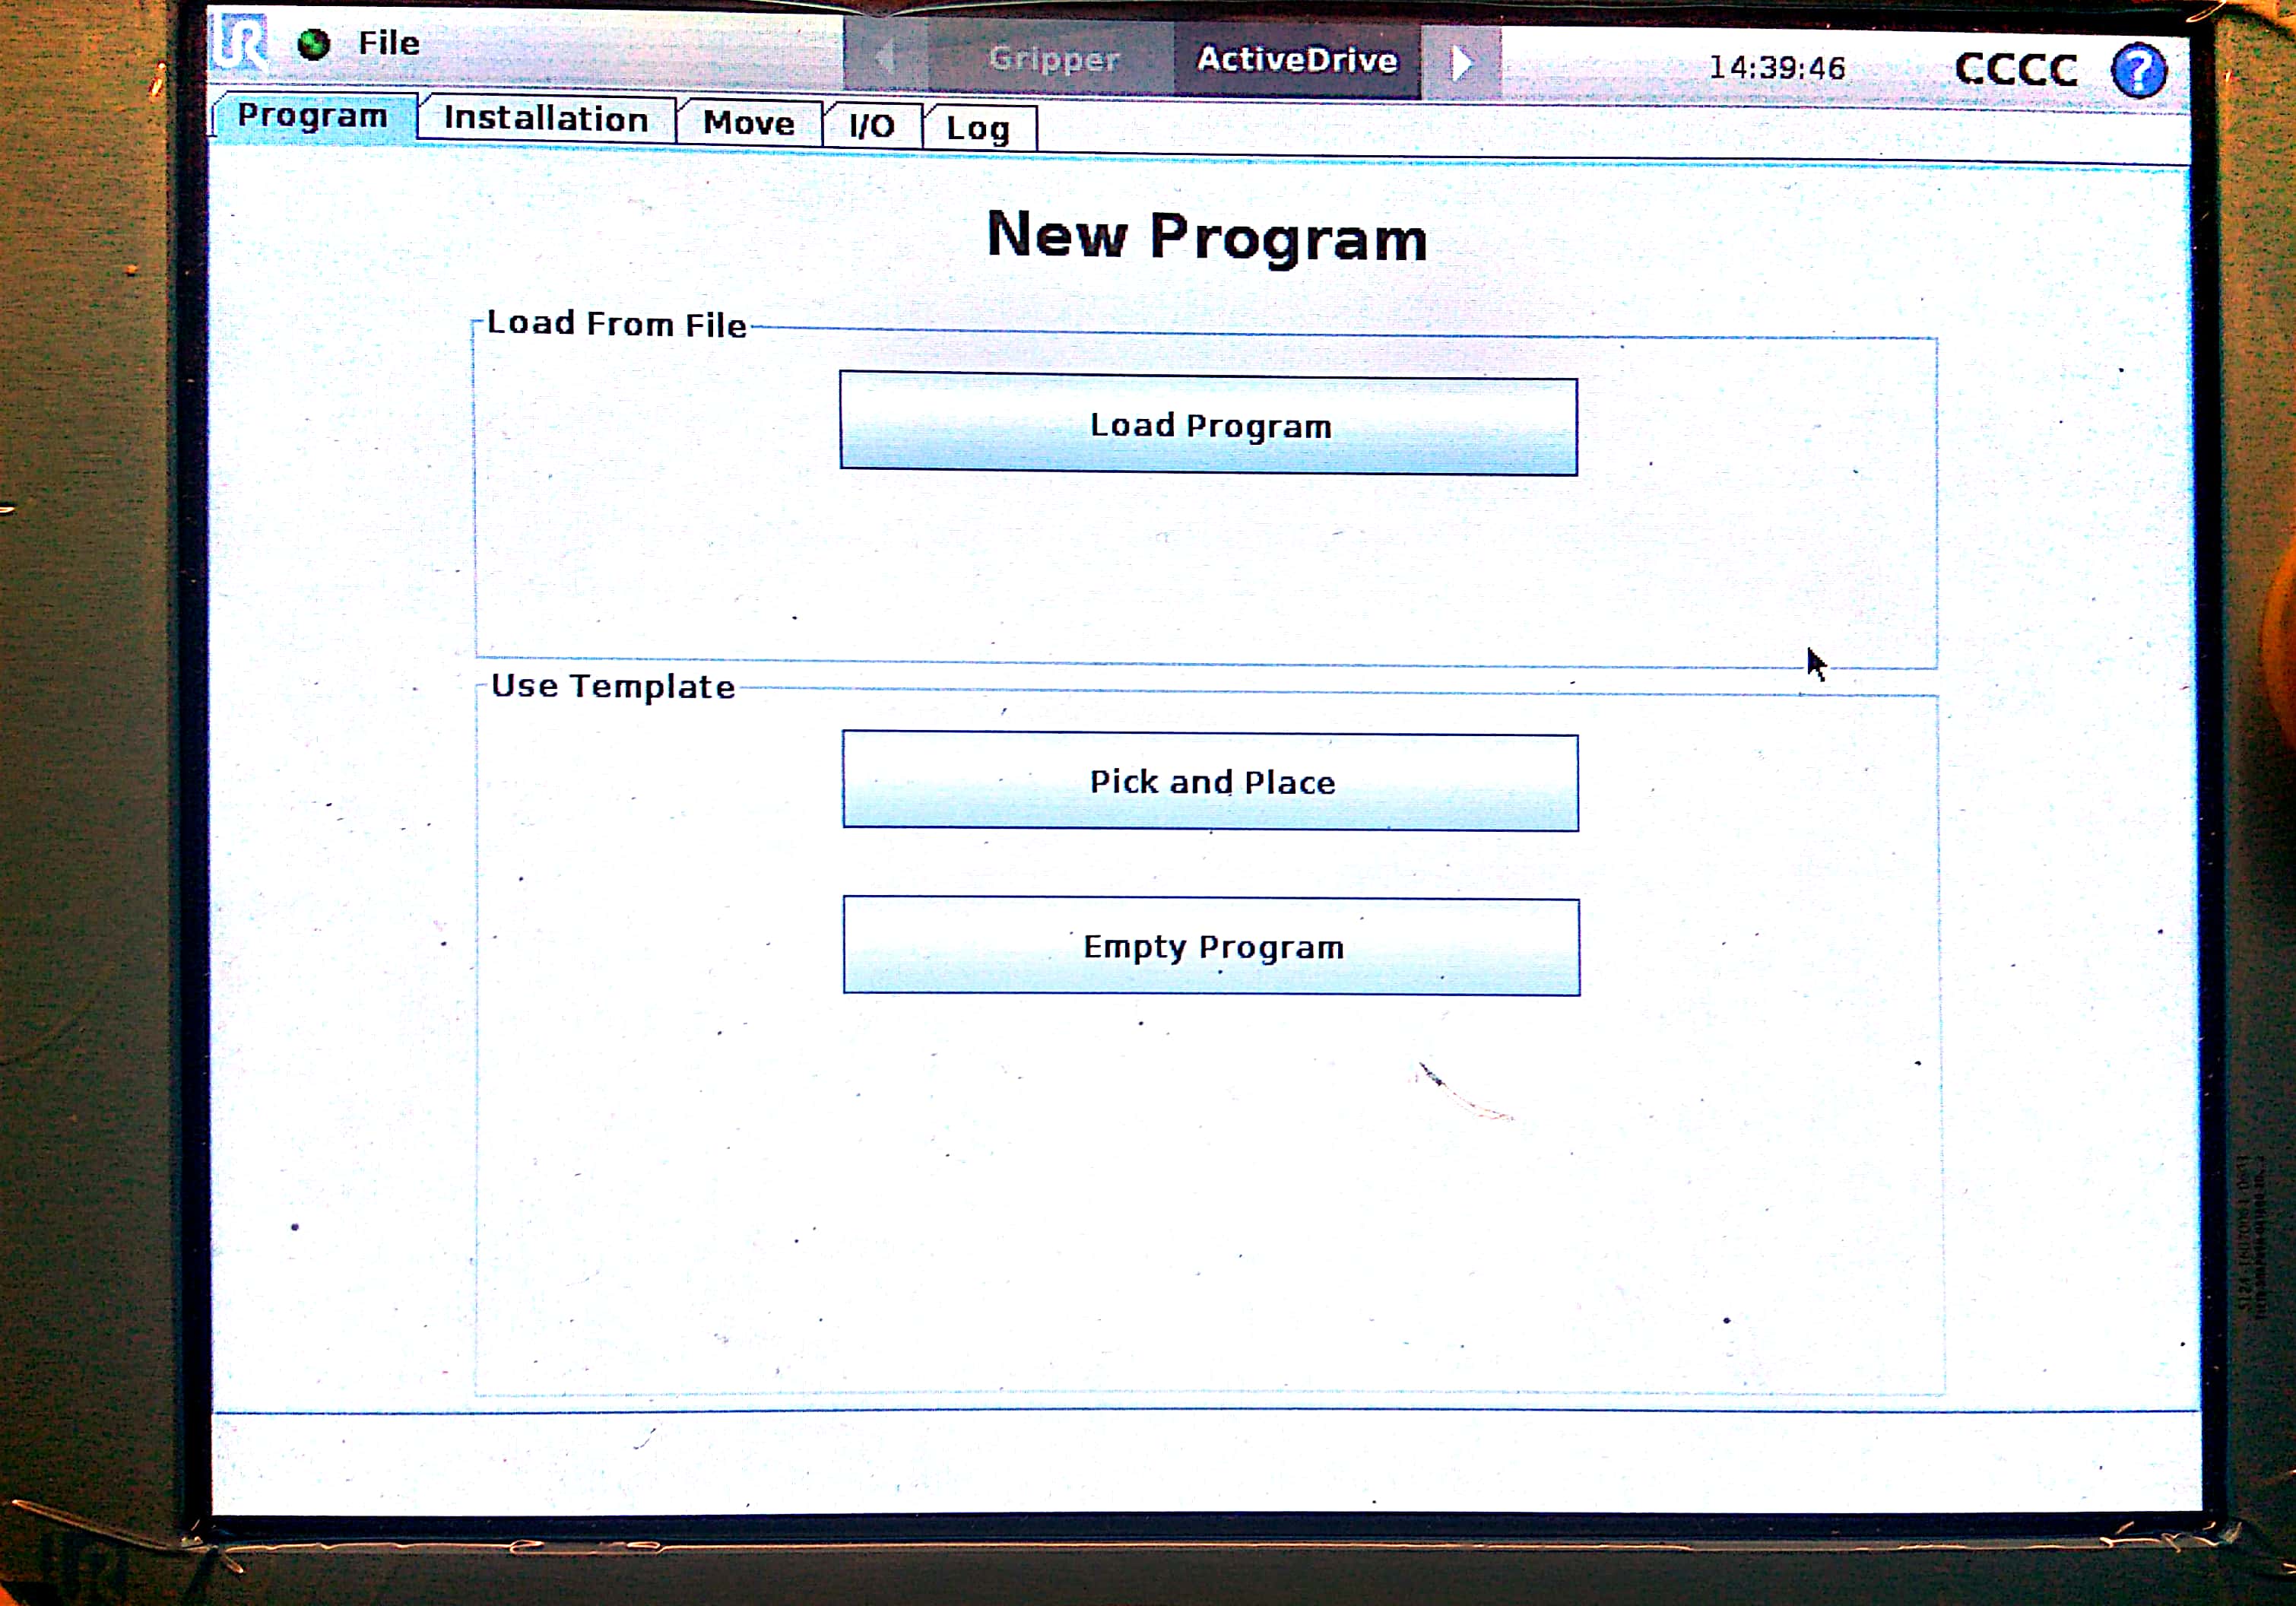 UR File Gripper ActiveDrive 14:39:46 CCCC ?
Program Installation Move I/O Log
New Program
Load From File
Load Program
Use Template
Pick and Place
Empty Program